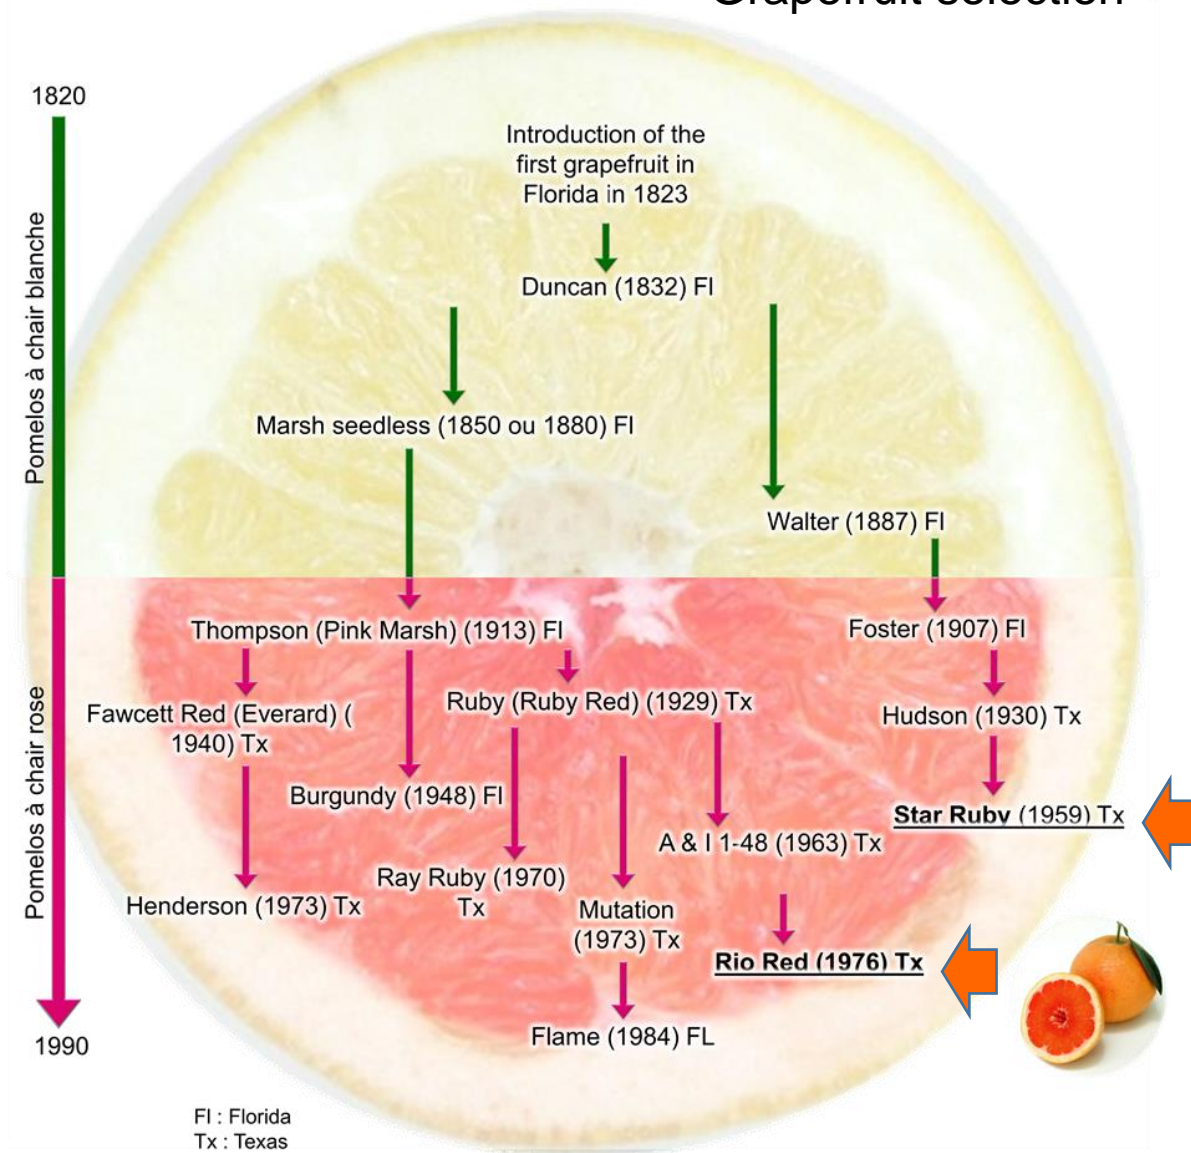 Grapefruit selection
1820
Introduction of the
first grapefruit in
Florida in 1823
Duncan (1832) Fl
Pomelos à chair blanche
Marsh seedless (1850 ou 1880) Fl
Walter (1887) Fl
Thompson (Pink Marsh) (1913) Fl
Foster (1907) Fl
Pomelos à chair rose
Fawcett Red (Everard) (
1940) Tx
Ruby (Ruby Red) (1929) Tx
Hudson (1930) Tx
Burgundy (1948) Fl
Star Ruby (1959) Tx
A & I 1-48 (1963) Tx
Ray Ruby (1970)
Tx
Henderson (1973) Tx
Mutation
(1973) Tx
Rio Red (1976) Tx
Flame (1984) FL
1990
Fl : Florida
Tx : Texas